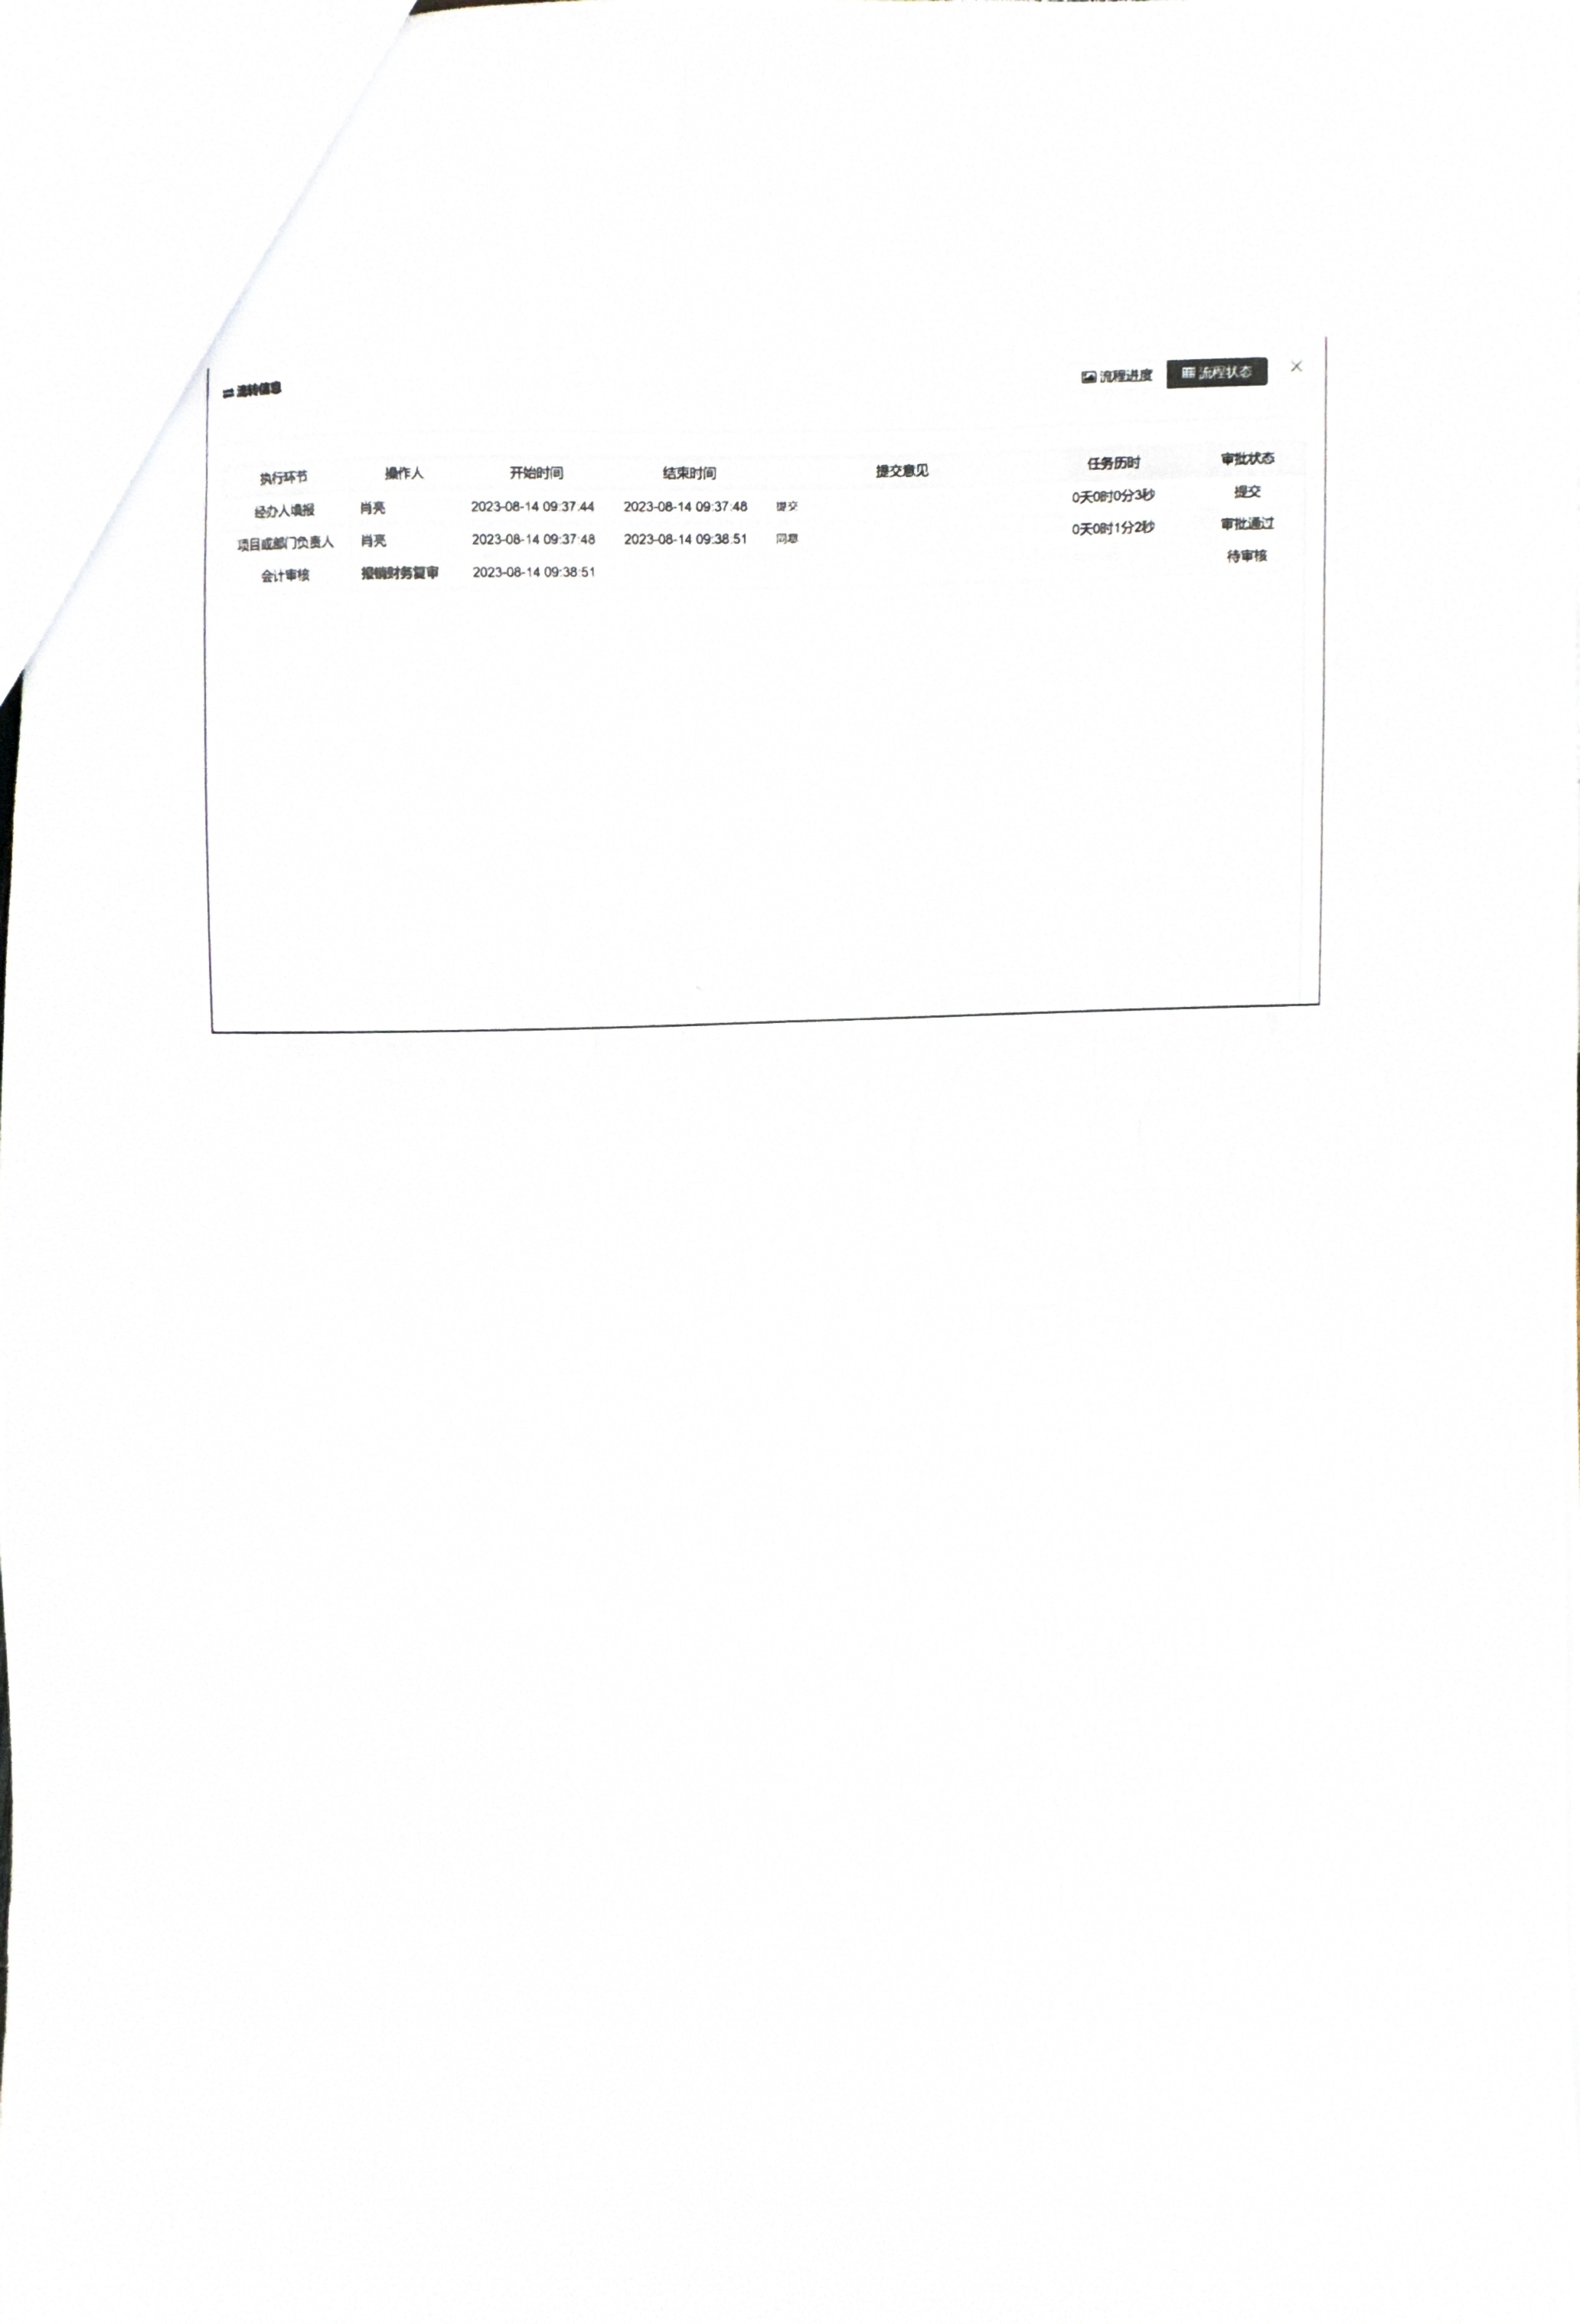 流转信息
流程进度 流程状态 ×
执行环节 操作人 开始时间 结束时间 提交意见 任务历时 审批状态
经办人填报 肖亮 2023-08-14 09:37:44 2023-08-14 09:37:48 提交 0天0时0分3秒 提交
项目或部门负责人 肖亮 2023-08-14 09:37:48 2023-08-14 09:38:51 同意 0天0时1分2秒 审批通过
会计审核 报销财务复审 2023-08-14 09:38:51 待审核